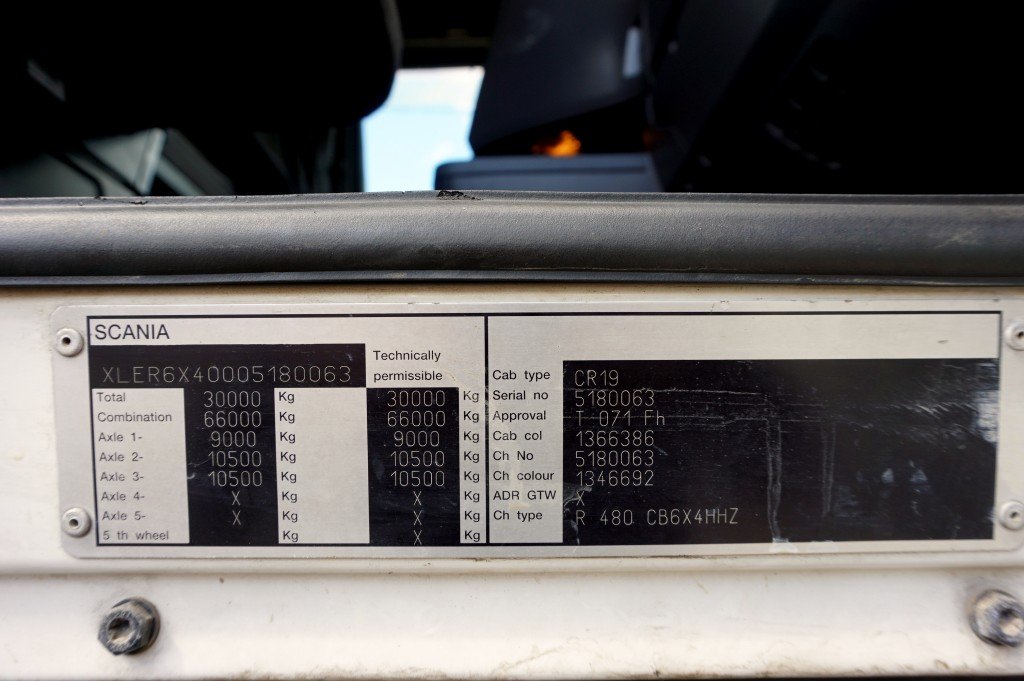 SCANIA
XLER6X40005180063
Technically
permissible
Total 30000 Kg 30000 Kg
Combination 66000 Kg 66000 Kg
Axle 1- 9000 Kg 9000 Kg
Axle 2- 10500 Kg 10500 Kg
Axle 3- 10500 Kg 10500 Kg
Axle 4- X Kg X Kg
Axle 5- X Kg X Kg
5 th wheel Kg X Kg
Cab type CR19
Serial no 5180063
Approval T 071 Fh
Cab col 1366386
Ch No 5180063
Ch colour 1346692
ADR GTW X
Ch type R 480 CB6X4HHZ